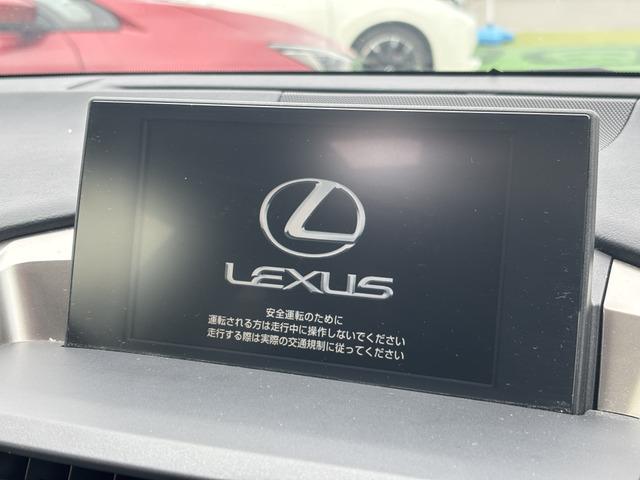 LEXUS
安全運転のために
運転される方は走行中に操作しないでください
走行する際は実際の交通規制に従ってください